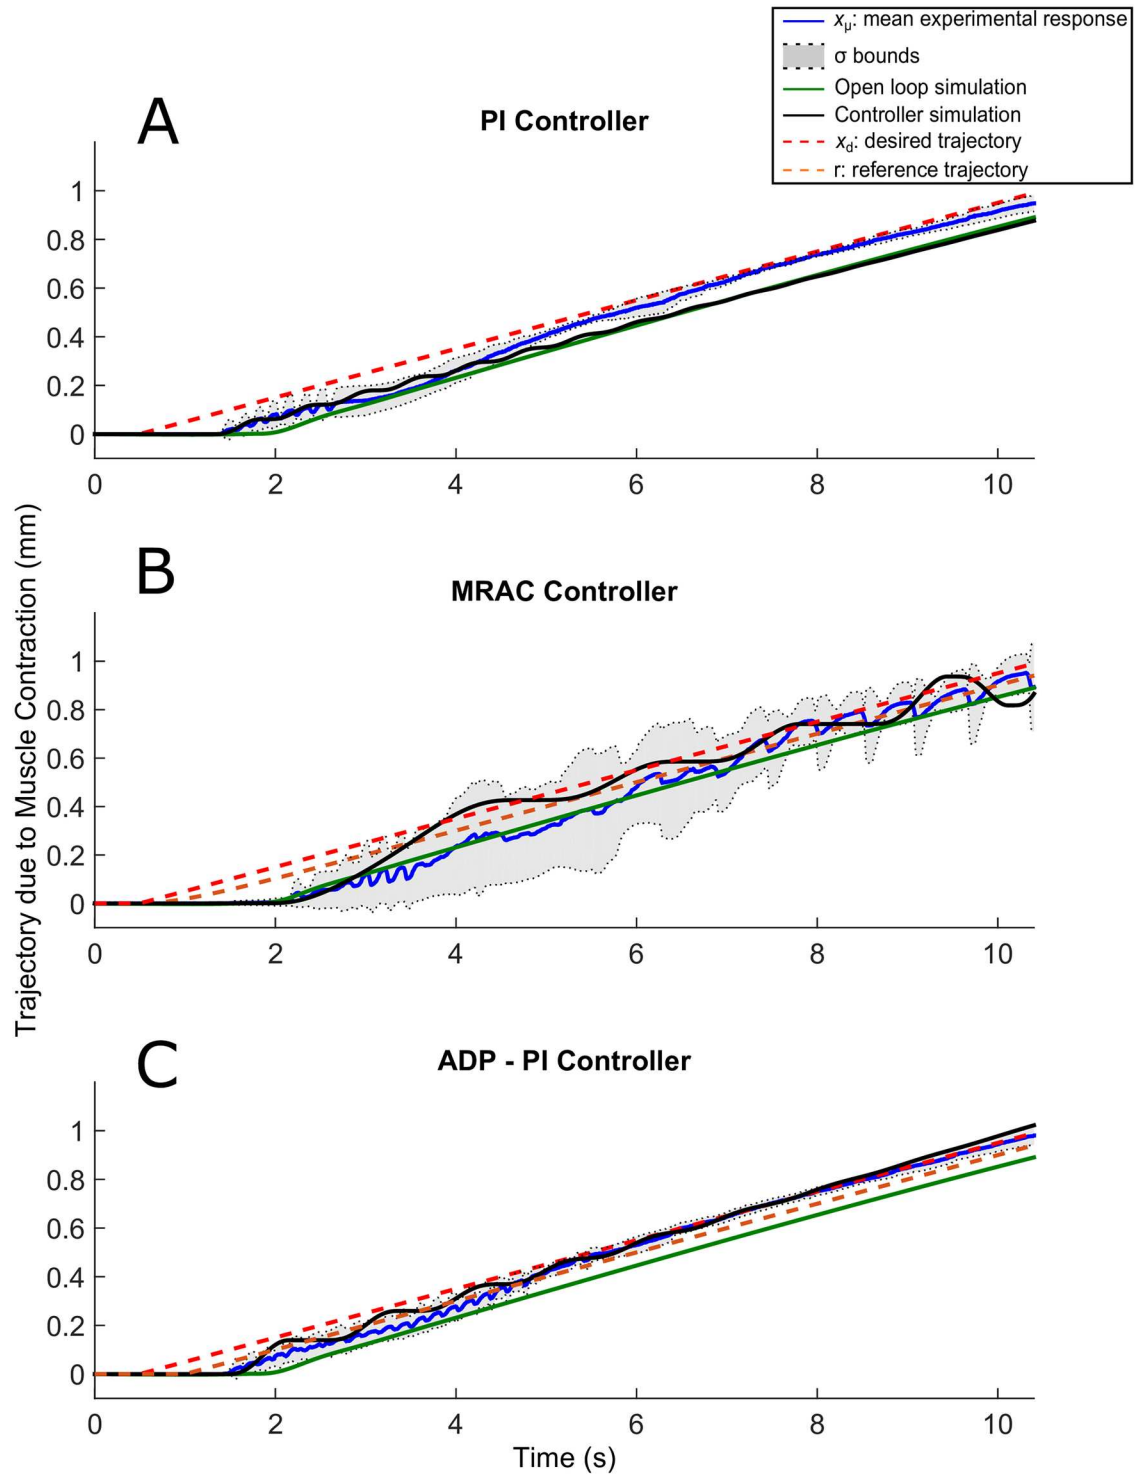 x_μ: mean experimental response
σ bounds
Open loop simulation
Controller simulation
x_d: desired trajectory
r: reference trajectory
A
PI Controller
1
0.8
0.6
0.4
0.2
0
0 2 4 6 8 10
Trajectory due to Muscle Contraction (mm)
B
MRAC Controller
1
0.8
0.6
0.4
0.2
0
0 2 4 6 8 10
C
ADP - PI Controller
1
0.8
0.6
0.4
0.2
0
0 2 4 6 8 10
Time (s)